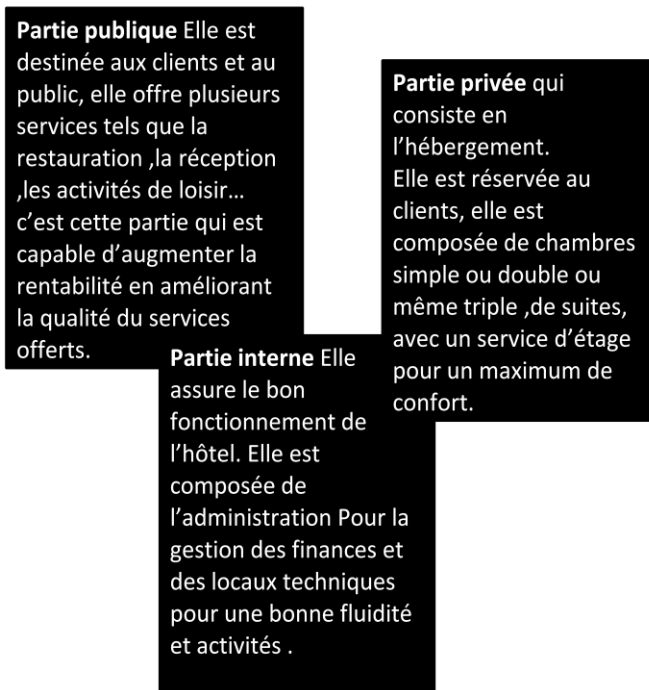 Partie publique Elle est
destinée aux clients et au
public, elle offre plusieurs
services tels que la
restauration ,la réception
,les activités de loisir...
c'est cette partie qui est
capable d'augmenter la
rentabilité en améliorant
la qualité du services
offerts.
Partie privée qui
consiste en
l'hébergement.
Elle est réservée au
clients, elle est
composée de chambres
simple ou double ou
même triple ,de suites,
avec un service d'étage
pour un maximum de
confort.
Partie interne Elle
assure le bon
fonctionnement de
l'hôtel. Elle est
composée de
l'administration Pour la
gestion des finances et
des locaux techniques
pour une bonne fluidité
et activités .